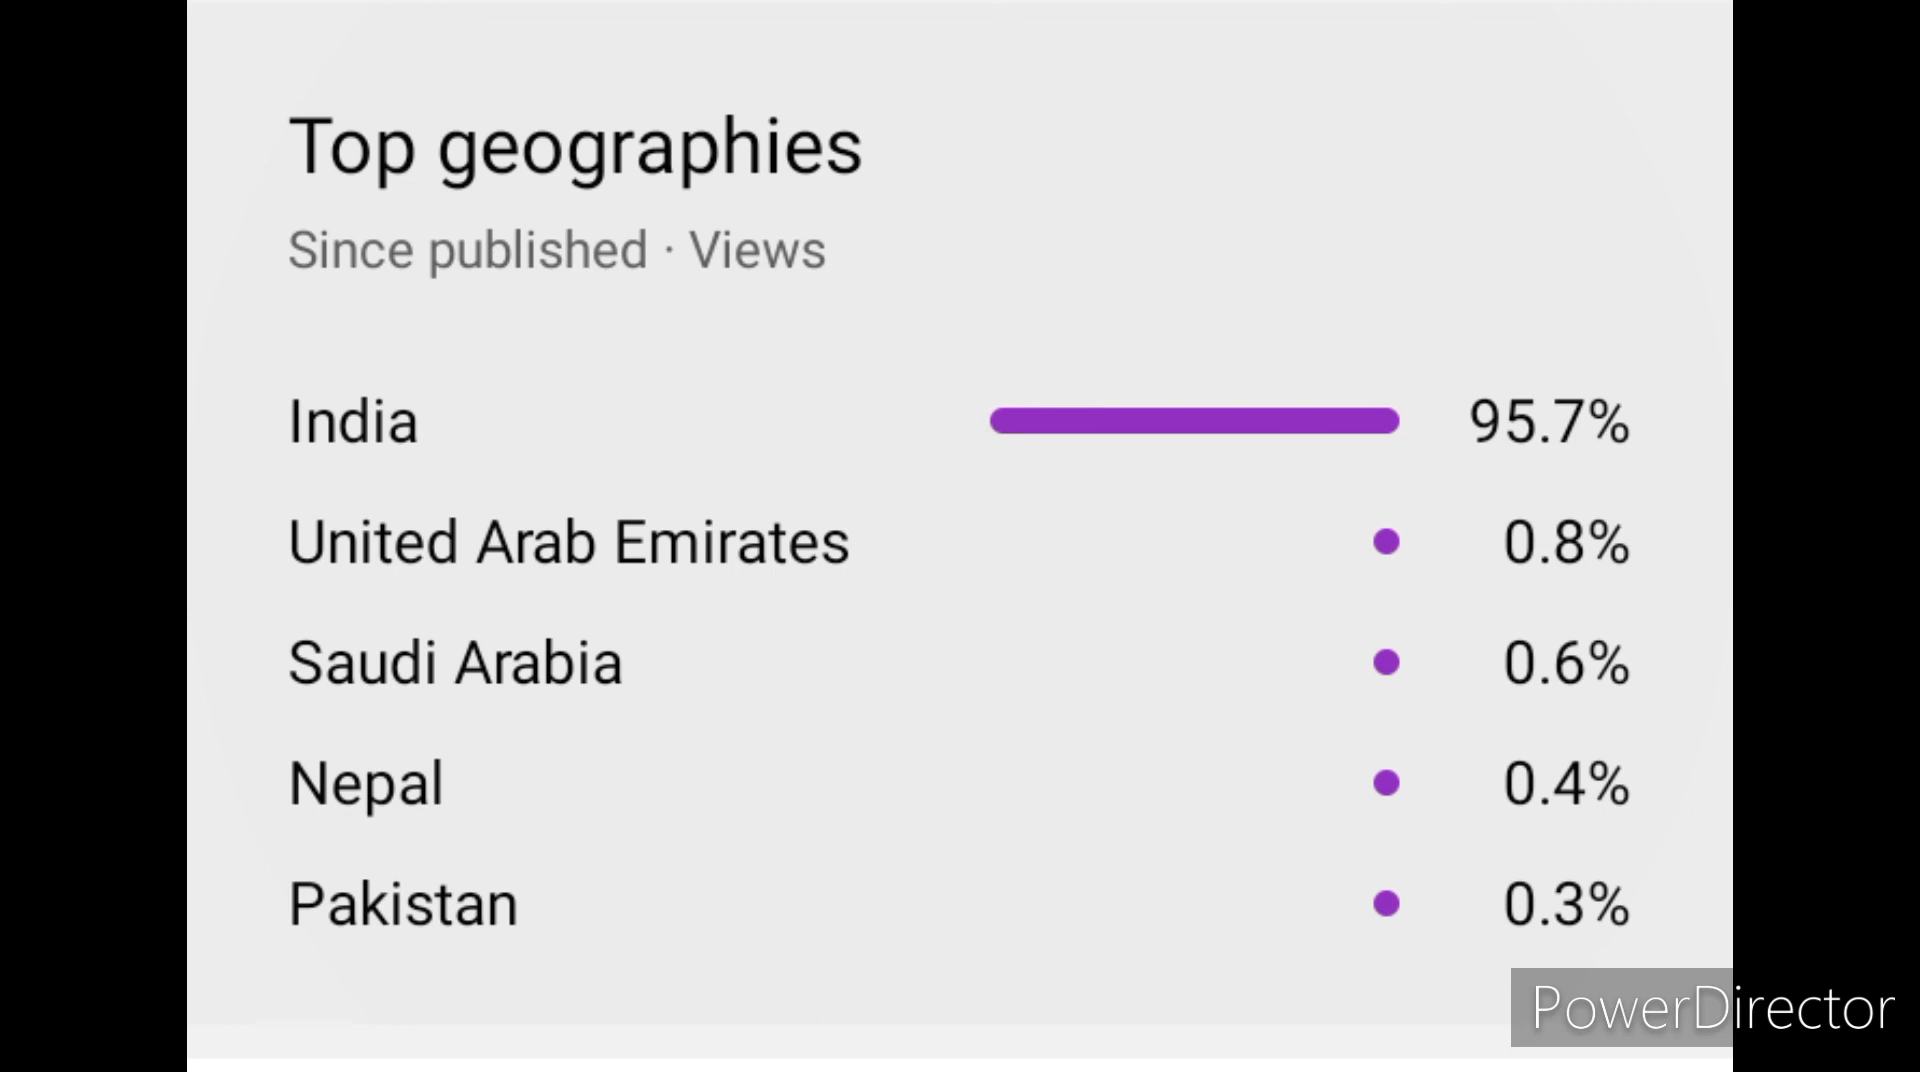 Top geographies
Since published · Views
India 95.7%
United Arab Emirates 0.8%
Saudi Arabia 0.6%
Nepal 0.4%
Pakistan 0.3%
PowerDirector